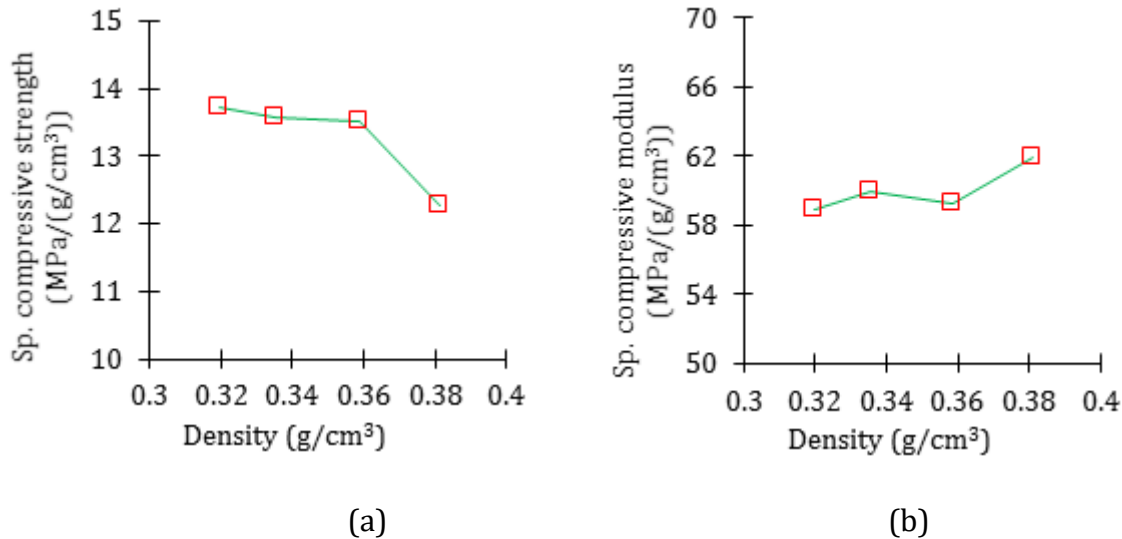 Sp. compressive strength
(MPa/(g/cm³))
15
14
13
12
11
10
0.3 0.32 0.34 0.36 0.38 0.4
Density (g/cm³)
(a)
Sp. compressive modulus
(MPa/(g/cm³))
70
66
62
58
54
50
0.3 0.32 0.34 0.36 0.38 0.4
Density (g/cm³)
(b)